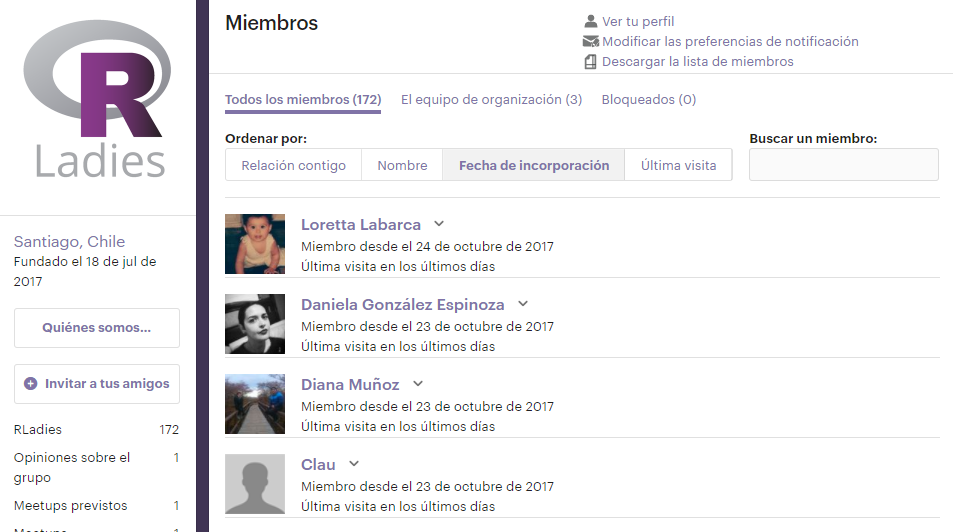 R
Ladies
Santiago, Chile
Fundado el 18 de jul de
2017
Quiénes somos...
Invitar a tus amigos
RLadies 172
Opiniones sobre el 1
grupo
Meetups previstos 1
Miembros
Ver tu perfil
Modificar las preferencias de notificación
Descargar la lista de miembros
Todos los miembros (172) El equipo de organización (3) Bloqueados (0)
Ordenar por: Buscar un miembro:
Relación contigo Nombre Fecha de incorporación Última visita
Loretta Labarca
Miembro desde el 24 de octubre de 2017
Última visita en los últimos días
Daniela González Espinoza
Miembro desde el 23 de octubre de 2017
Última visita en los últimos días
Diana Muñoz
Miembro desde el 23 de octubre de 2017
Última visita en los últimos días
Clau
Miembro desde el 23 de octubre de 2017
Última visita en los últimos días